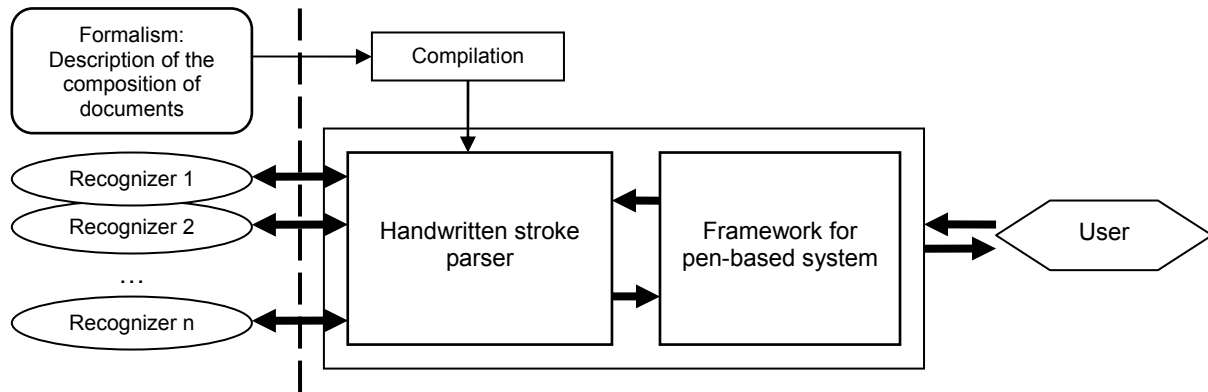 Formalism:
Description of the
composition of
documents
Compilation
Recognizer 1
Recognizer 2
…
Recognizer n
Handwritten stroke
parser
Framework for
pen-based system
User